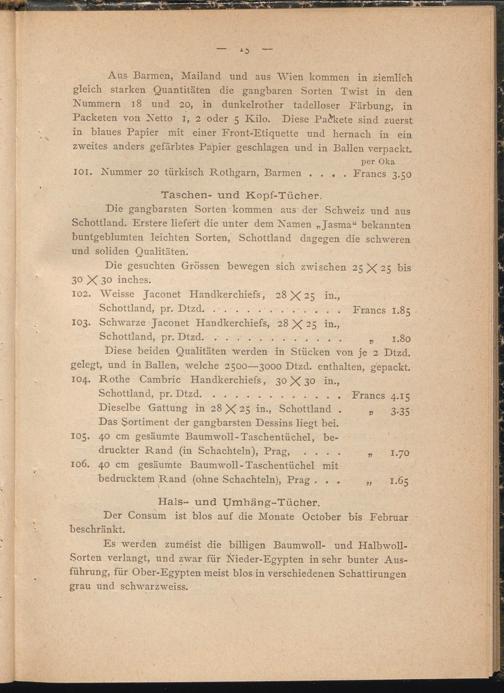 — 15 —
Aus Barmen, Mailand und aus Wien kommen in ziemlich
gleich starken Quantitäten die gangbaren Sorten Twist in den
Nummern 18 und 20, in dunkelrother tadelloser Färbung, in
Packeten von Netto 1, 2 oder 5 Kilo. Diese Packete sind zuerst
in blaues Papier mit einer Front-Etiquette und hernach in ein
zweites anders gefärbtes Papier geschlagen und in Ballen verpackt.
per Oka
101. Nummer 20 türkisch Rothgarn, Barmen . . . . Francs 3.50
Taschen- und Kopf-Tücher.
Die gangbarsten Sorten kommen aus der Schweiz und aus
Schottland. Erstere liefert die unter dem Namen „Jasma“ bekannten
buntgeblumten leichten Sorten, Schottland dagegen die schweren
und soliden Qualitäten.
Die gesuchten Grössen bewegen sich zwischen 25 ✕ 25 bis
30 ✕ 30 inches.
102. Weisse Jaconet Handkerchiefs, 28 ✕ 25 in.,
Schottland, pr. Dtzd. . . . . . . . . . . . . Francs 1.85
103. Schwarze Jaconet Handkerchiefs, 28 ✕ 25 in.,
Schottland, pr. Dtzd. . . . . . . . . . . . . „ 1.80
Diese beiden Qualitäten werden in Stücken von je 2 Dtzd.
gelegt, und in Ballen, welche 2500—3000 Dtzd. enthalten, gepackt.
104. Rothe Cambric Handkerchiefs, 30 ✕ 30 in.,
Schottland, pr. Dtzd. . . . . . . . . . . . . Francs 4.15
Dieselbe Gattung in 28 ✕ 25 in., Schottland . „ 3.35
Das Sortiment der gangbarsten Dessins liegt bei.
105. 40 cm gesäumte Baumwoll-Taschentüchel, be-
druckter Rand (in Schachteln), Prag, . . . . „ 1.70
106. 40 cm gesäumte Baumwoll-Taschentüchel mit
bedrucktem Rand (ohne Schachteln), Prag . . . „ 1.65
Hals- und Umhäng-Tücher.
Der Consum ist blos auf die Monate October bis Februar
beschränkt.
Es werden zumeist die billigen Baumwoll- und Halbwoll-
Sorten verlangt, und zwar für Nieder-Egypten in sehr bunter Aus-
führung, für Ober-Egypten meist blos in verschiedenen Schattirungen
grau und schwarzweiss.